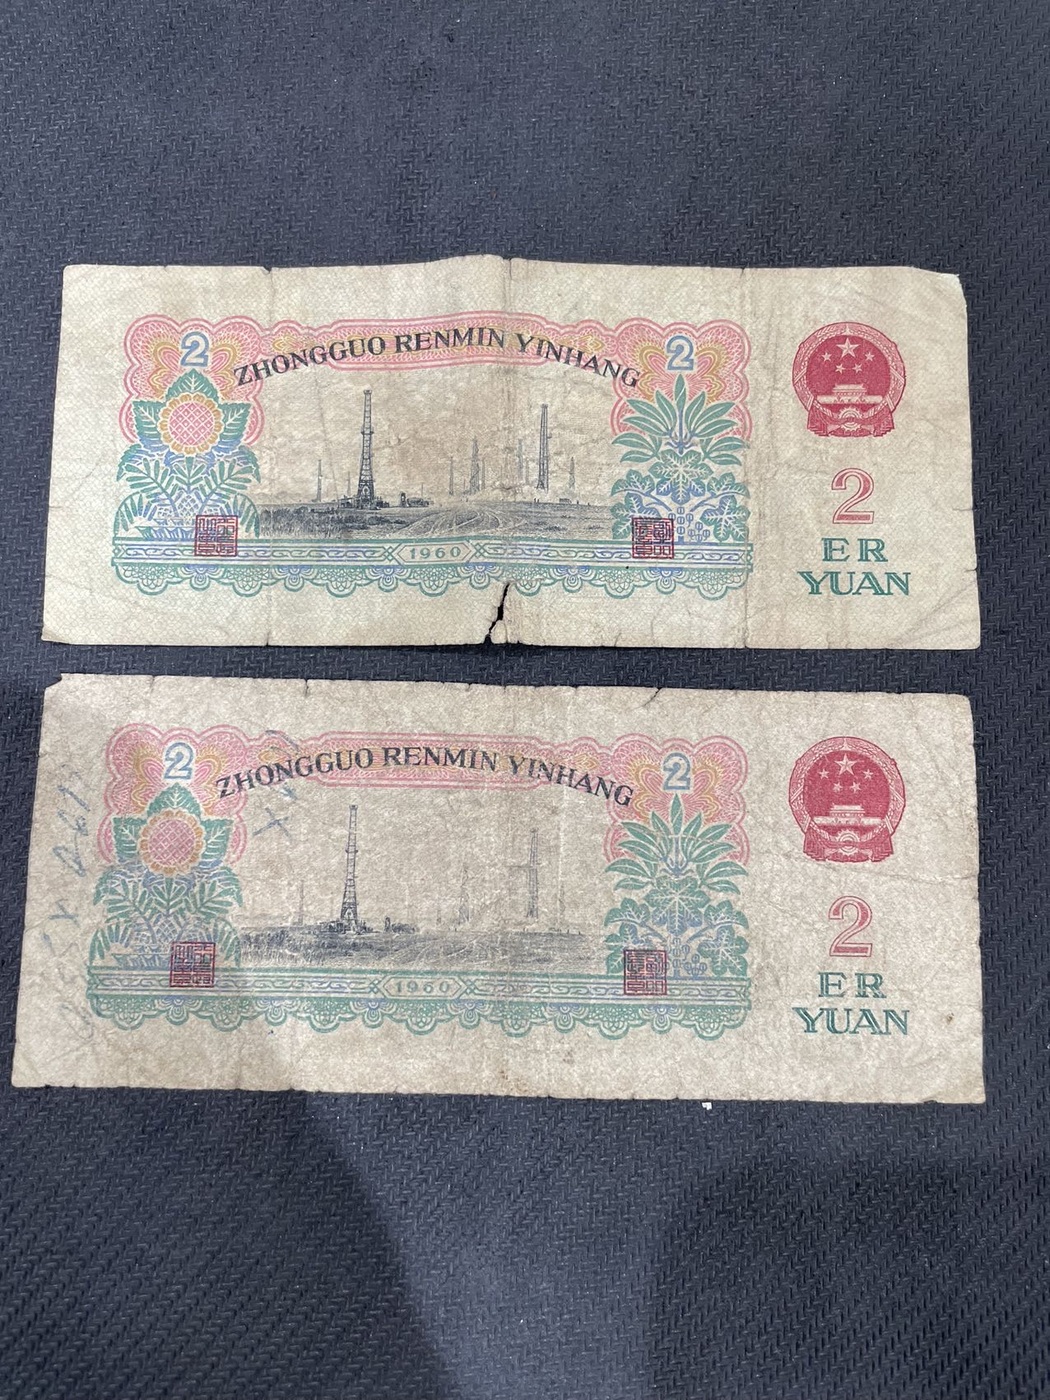 2 ZHONGGUO RENMIN YINHANG 2
1960
2
ER
YUAN
2 ZHONGGUO RENMIN YINHANG 2
1960
2
ER
YUAN